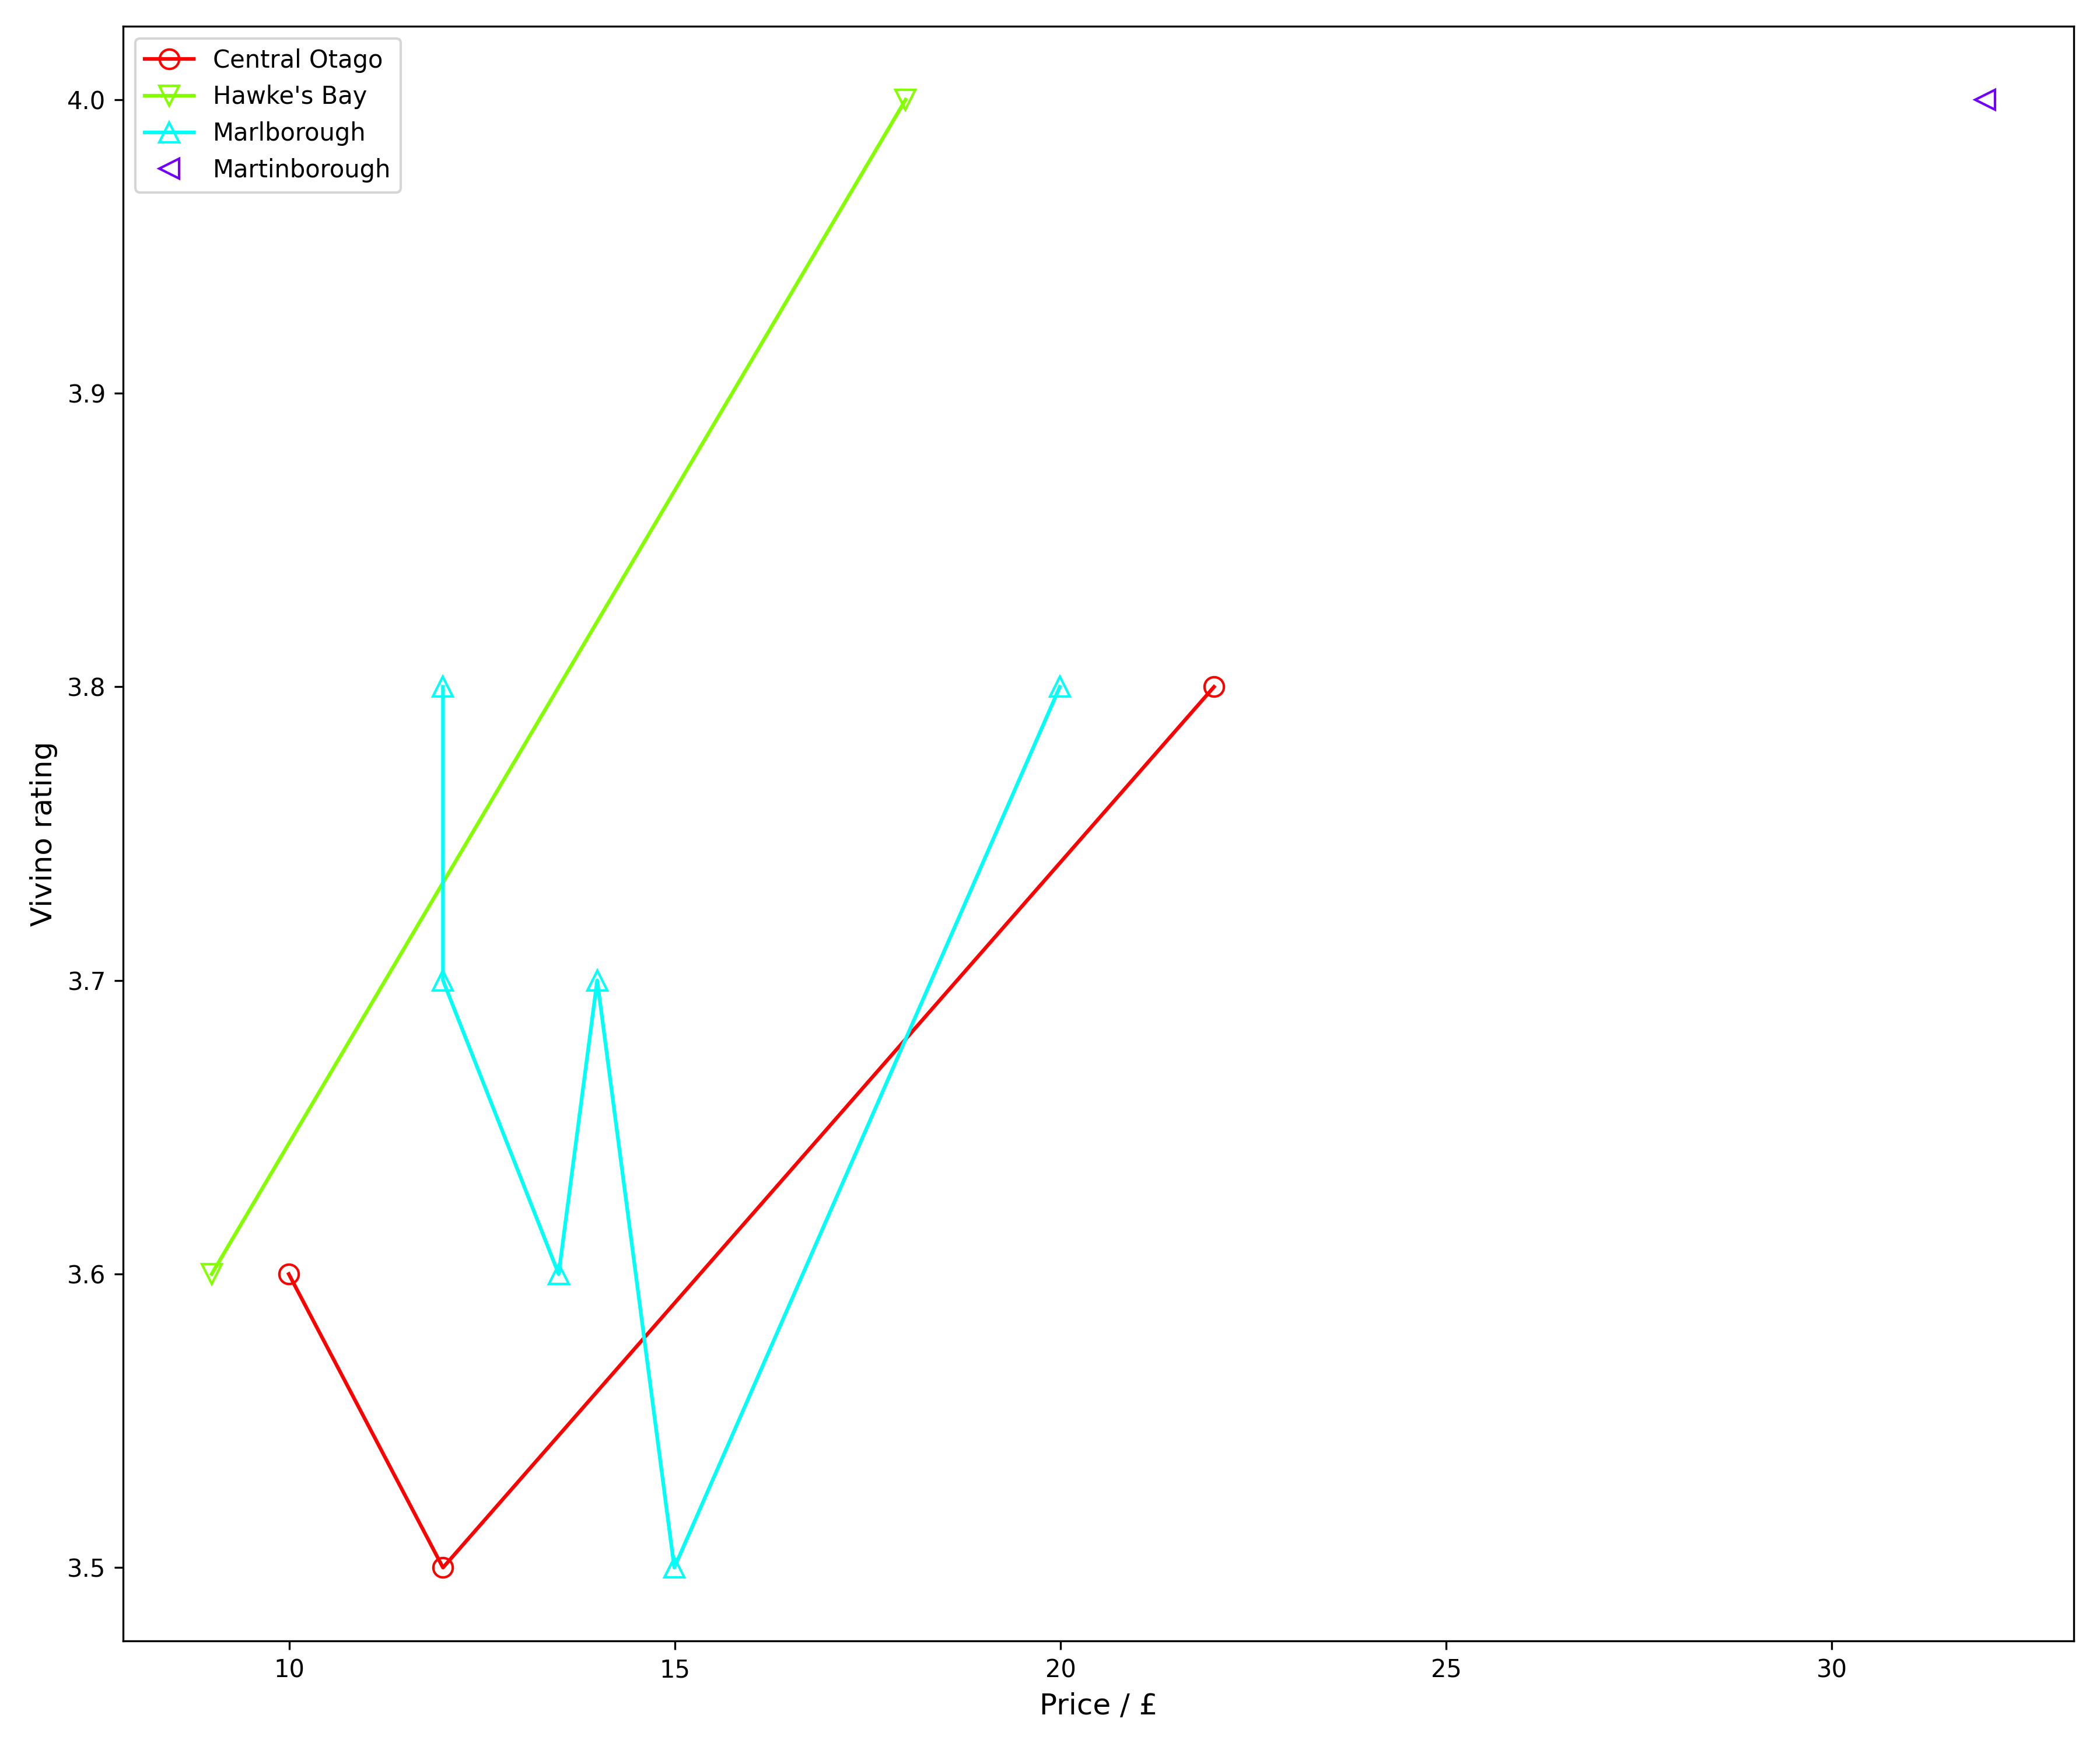 Central Otago
Hawke's Bay
Marlborough
Martinborough
4.0
3.9
3.8
3.7
3.6
3.5
Vivino rating
10 15 20 25 30
Price / £